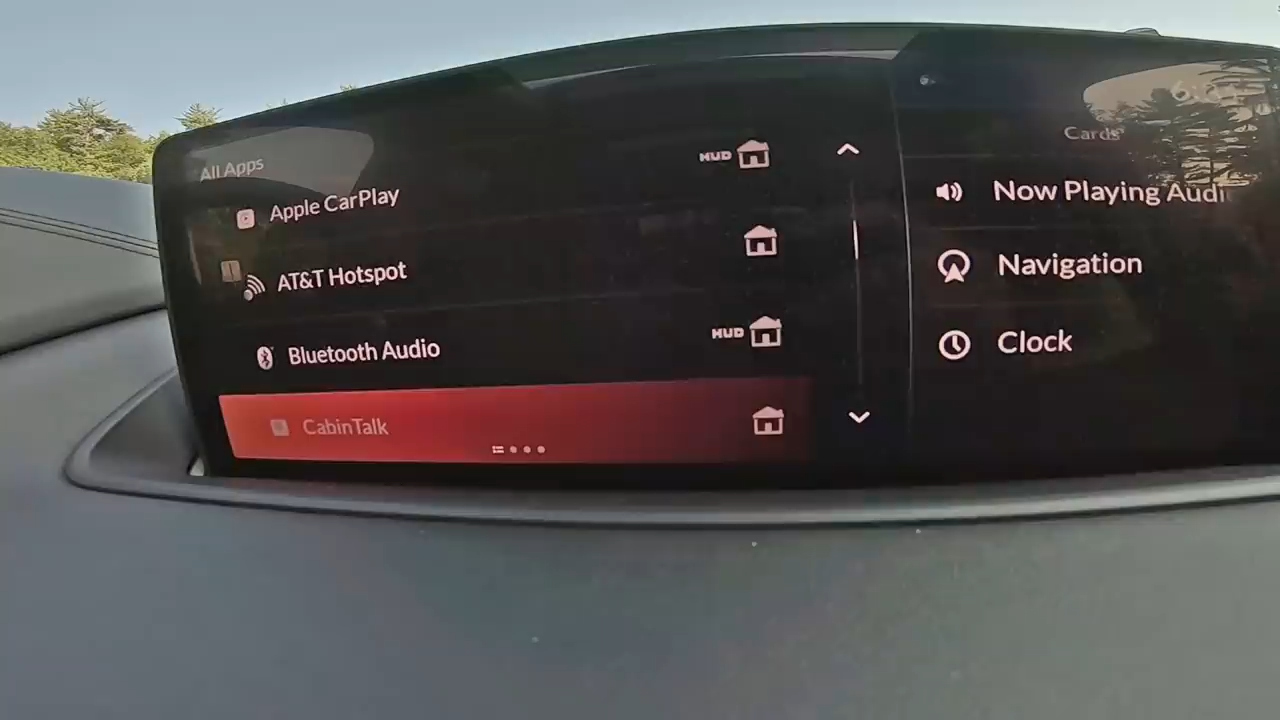 All Apps
Apple CarPlay
HUD
AT&T Hotspot
Bluetooth Audio
HUD
CabinTalk
Cards
Now Playing Audi
Navigation
Clock